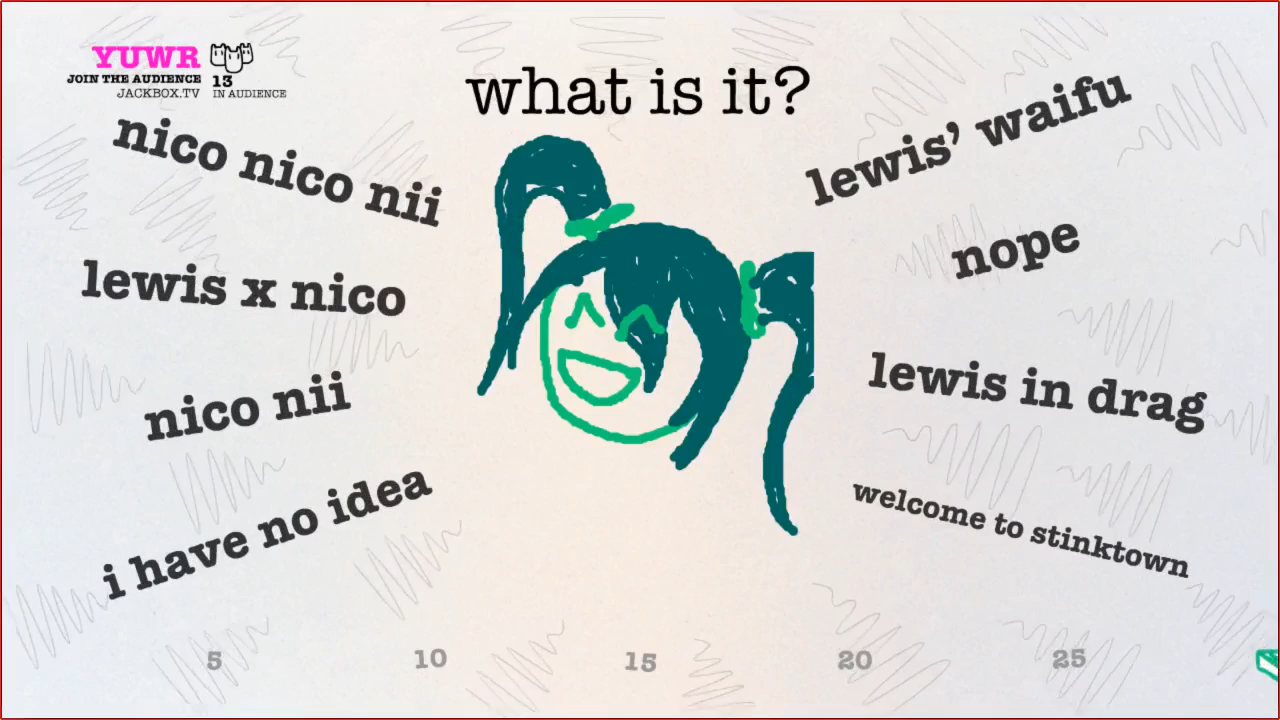 YUWR
JOIN THE AUDIENCE
JACKBOX.TV
13
IN AUDIENCE
what is it?
nico nico nii
lewis x nico
nico nii
i have no idea
lewis’ waifu
nope
lewis in drag
welcome to stinktown
5 10 15 20 25